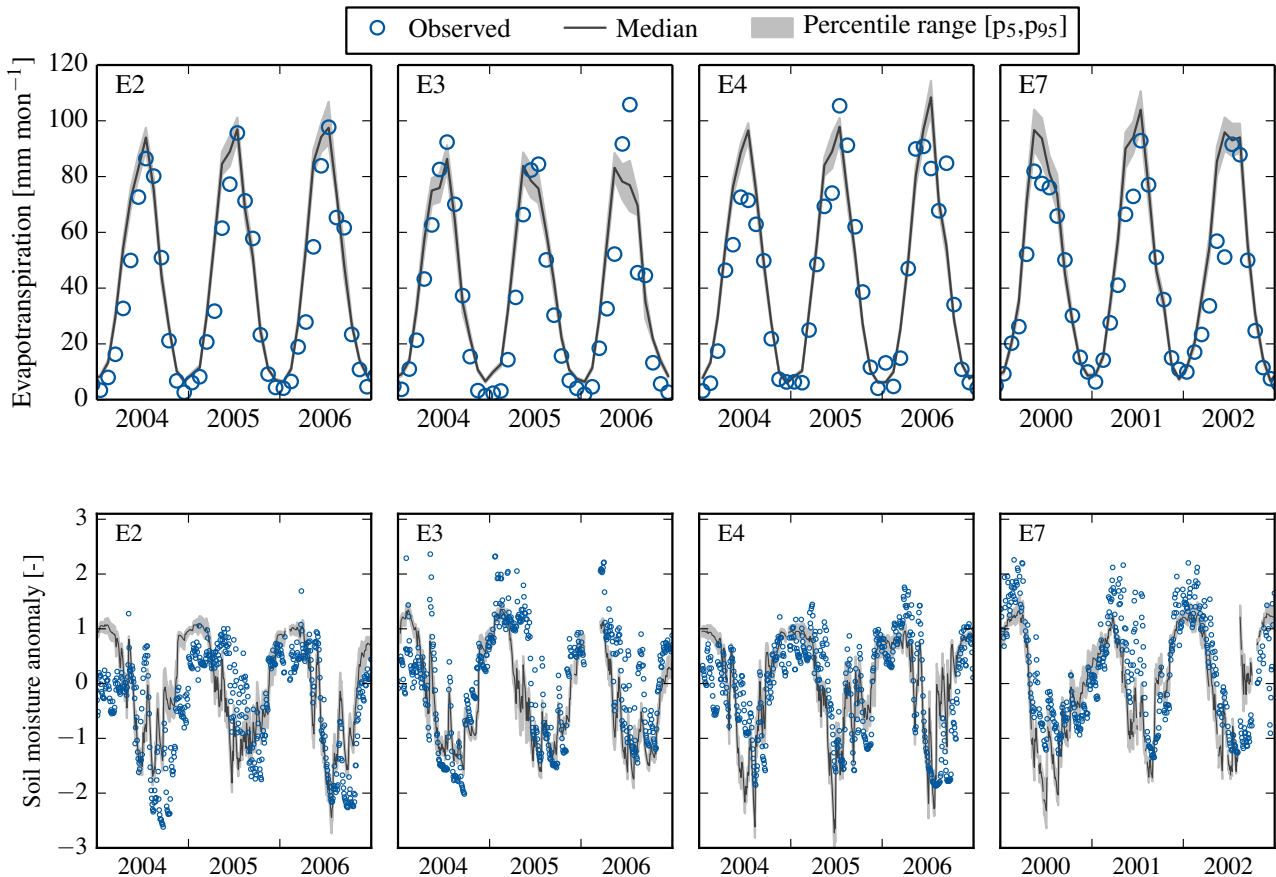 Observed Median Percentile range [p5,p95]
Evapotranspiration [mm mon−1]
120
100
80
60
40
20
0
E2 E3 E4 E7
2004 2005 2006 2004 2005 2006 2004 2005 2006 2000 2001 2002
Soil moisture anomaly [-]
3
2
1
0
−1
−2
−3
E2 E3 E4 E7
2004 2005 2006 2004 2005 2006 2004 2005 2006 2000 2001 2002